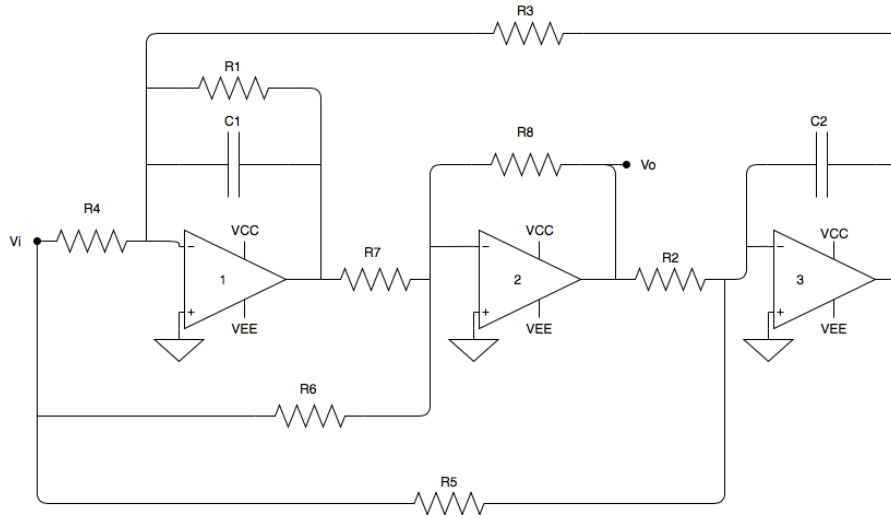 R3
R1
C1
R8
Vo
C2
R4
Vi
VCC
−
1
+
VEE
R7
VCC
−
2
+
VEE
R2
VCC
−
3
+
VEE
R6
R5